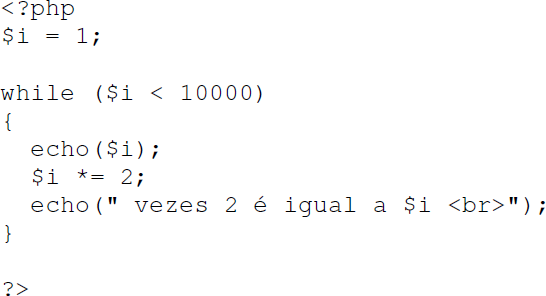 <?php
$i = 1;

while ($i < 10000)
{
  echo($i);
  $i *= 2;
  echo(" vezes 2 é igual a $i <br>");
}

?>